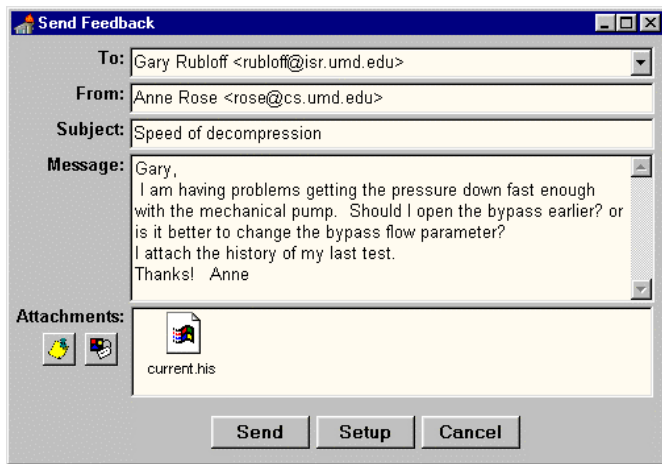 Send Feedback
To: Gary Rubloff <rubloff@isr.umd.edu>
From: Anne Rose <rose@cs.umd.edu>
Subject: Speed of decompression
Message: Gary,
I am having problems getting the pressure down fast enough
with the mechanical pump.  Should I open the bypass earlier? or
is it better to change the bypass flow parameter?
I attach the history of my last test.
Thanks!   Anne
Attachments:
current.his
Send Setup Cancel